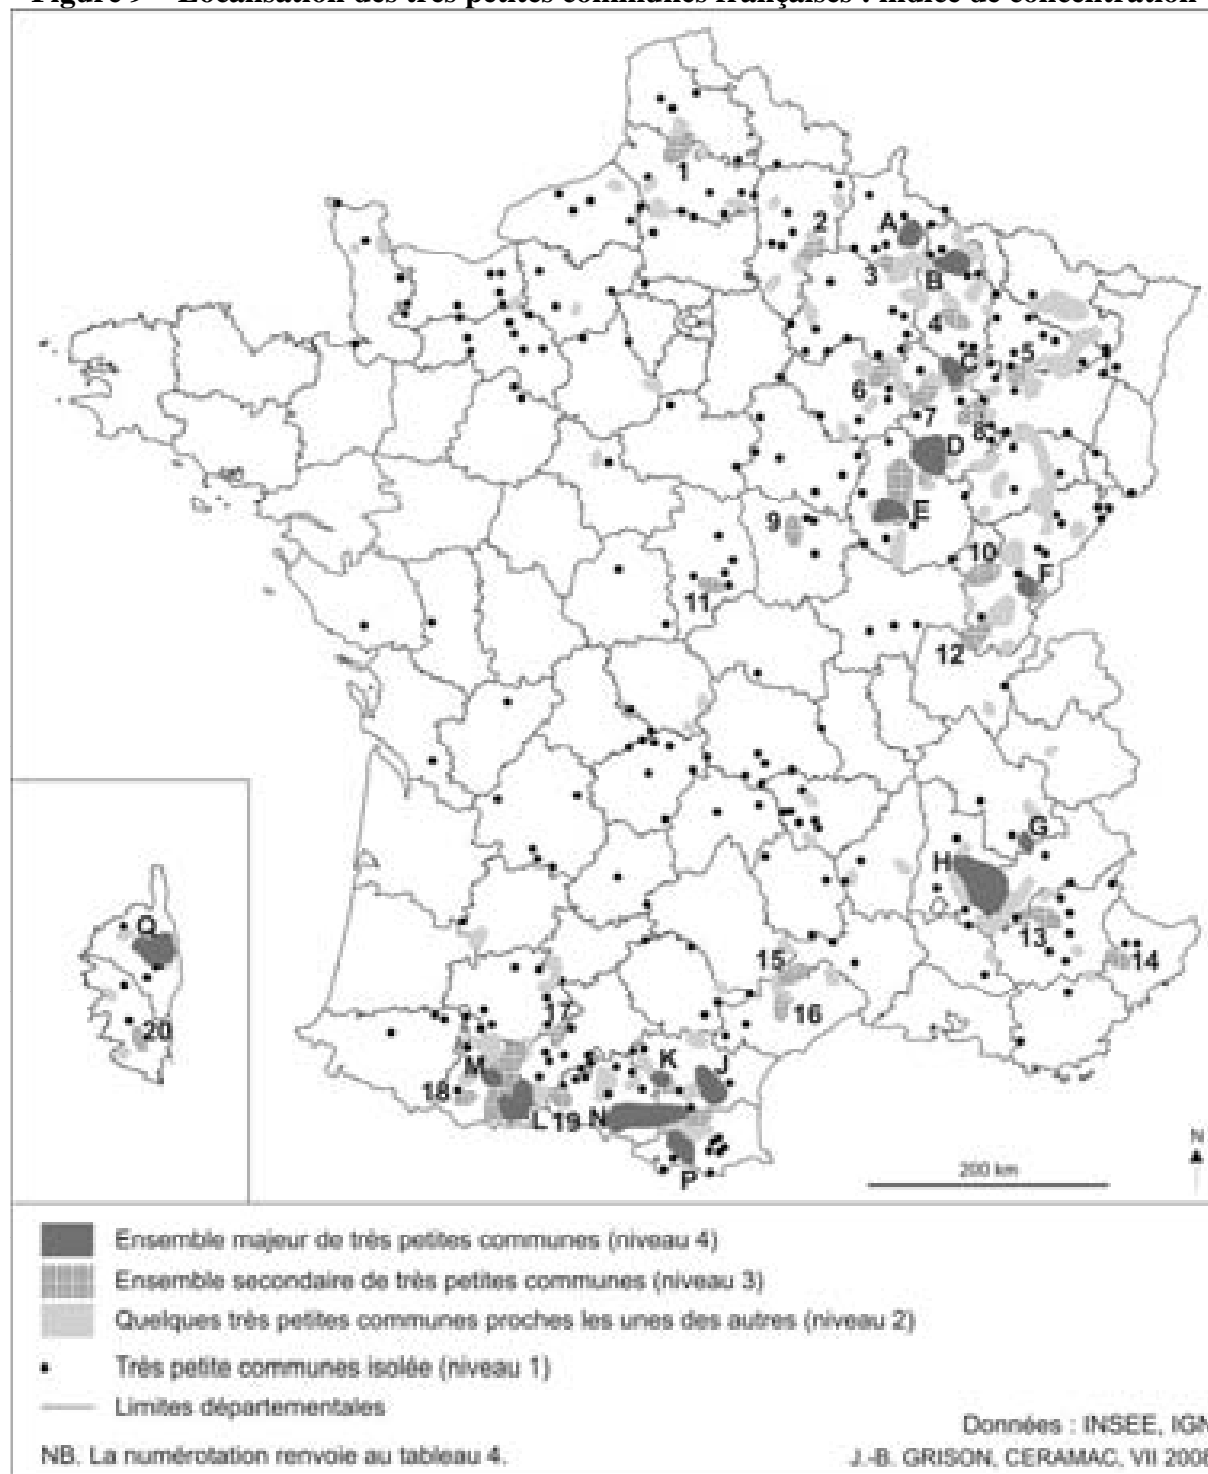 Figure 9 – Localisation des très petites communes françaises : indice de concentration
1
2
A
3
B
4
C
5
6
7
8
D
E
9
10
F
11
12
G
H
13
14
15
16
Q
20
17
M
K
J
18
L
19
N
P
N
200 km
Ensemble majeur de très petites communes (niveau 4)
Ensemble secondaire de très petites communes (niveau 3)
Quelques très petites communes proches les unes des autres (niveau 2)
Très petite communes isolée (niveau 1)
Limites départementales
Données : INSEE, IGN
NB. La numérotation renvoie au tableau 4.
J.-B. GRISON, CERAMAC, VII 2008